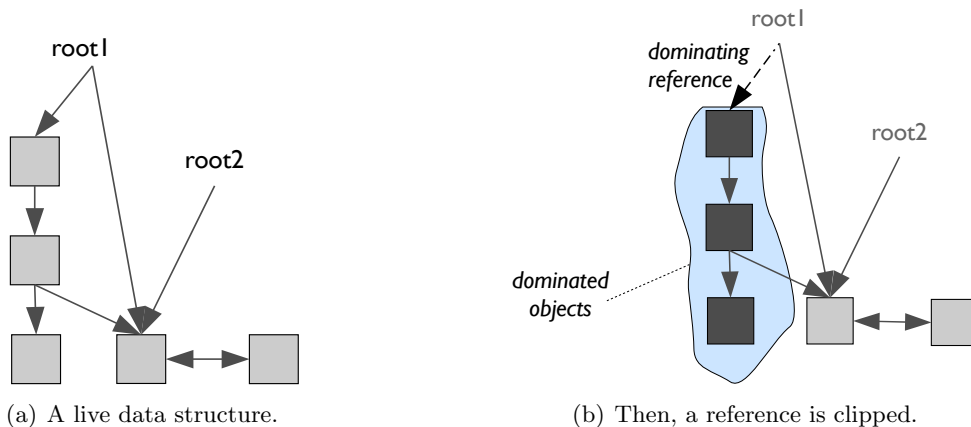 root1
root2
(a) A live data structure.
root1
dominating
reference
root2
dominated
objects
(b) Then, a reference is clipped.